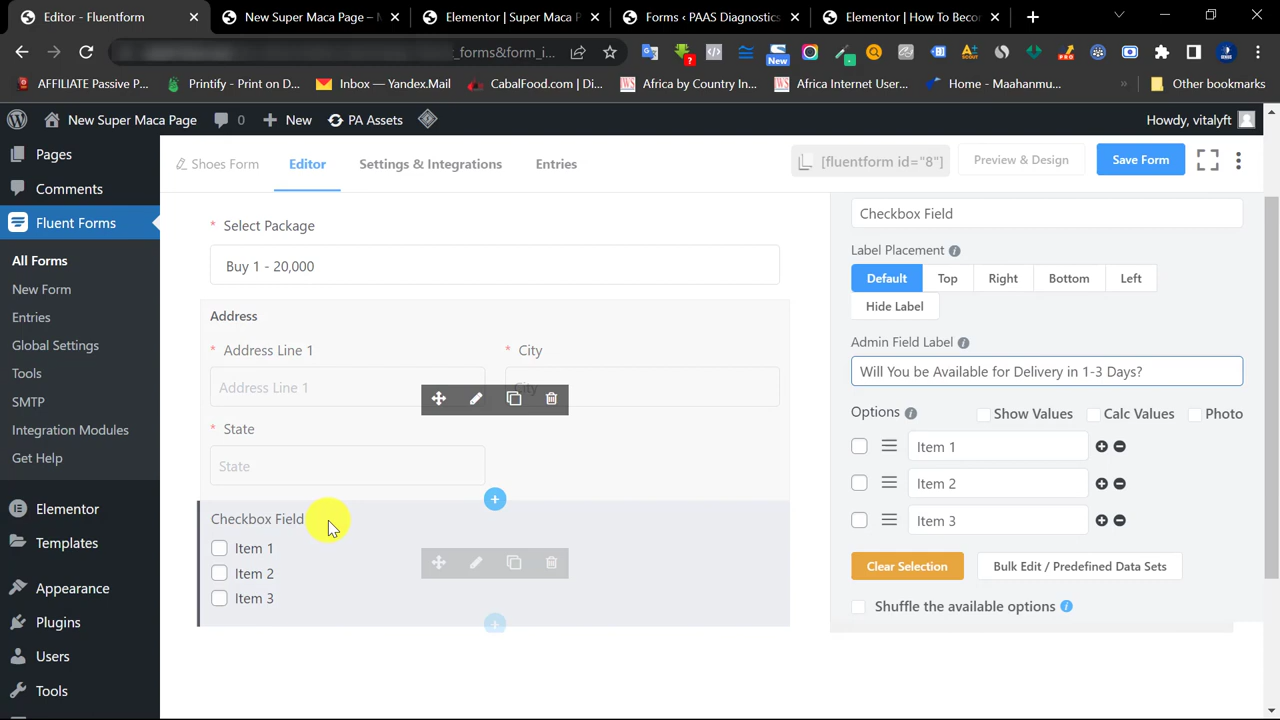 Editor - Fluentform
New Super Maca Page –
Elementor | Super Maca P
Forms ‹ PAAS Diagnostics
Elementor | How To Becor
_forms&form_i...
New
?
SCOUT
PRO
AFFILIATE Passive P...
Printify - Print on D...
Inbox — Yandex.Mail
CabalFood.com | Di...
WS
Africa by Country In...
WS
Africa Internet User...
Home - Maahanmu...
»
Other bookmarks
New Super Maca Page
0
New
PA Assets
Howdy, vitalyft
Pages
Comments
Fluent Forms
All Forms
New Form
Entries
Global Settings
Tools
SMTP
Integration Modules
Get Help
Elementor
Templates
Appearance
Plugins
Users
Tools
Shoes Form
Editor
Settings & Integrations
Entries
[fluentform id="8"]
Preview & Design
Save Form
* Select Package
Buy 1 - 20,000
Address
* Address Line 1
* City
Address Line 1
City
* State
State
Checkbox Field
Item 1
Item 2
Item 3
Checkbox Field
Label Placement
Default
Top
Right
Bottom
Left
Hide Label
Admin Field Label
Will You be Available for Delivery in 1-3 Days?
Options
Show Values
Calc Values
Photo
Item 1
Item 2
Item 3
Clear Selection
Bulk Edit / Predefined Data Sets
Shuffle the available options